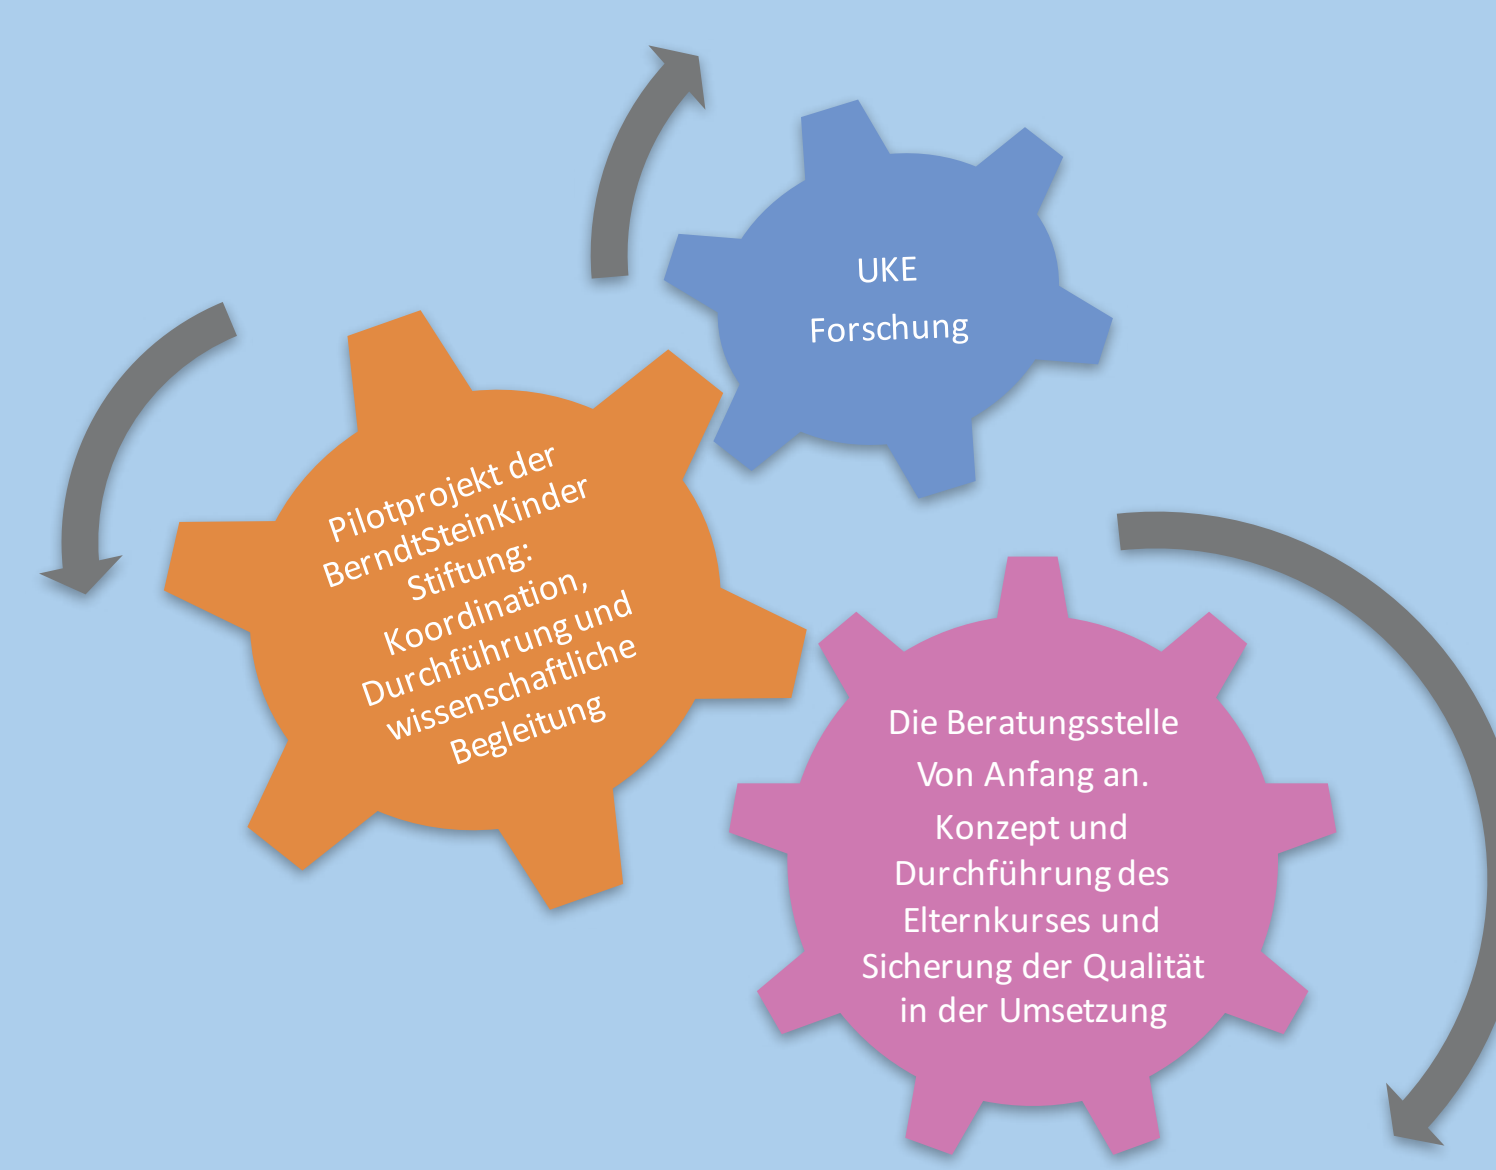 UKE
Forschung
Pilotprojekt der
BerndtSteinKinder
Stiftung:
Koordination,
Durchführung und
wissenschaftliche
Begleitung
Die Beratungsstelle
Von Anfang an.
Konzept und
Durchführung des
Elternkurses und
Sicherung der Qualität
in der Umsetzung